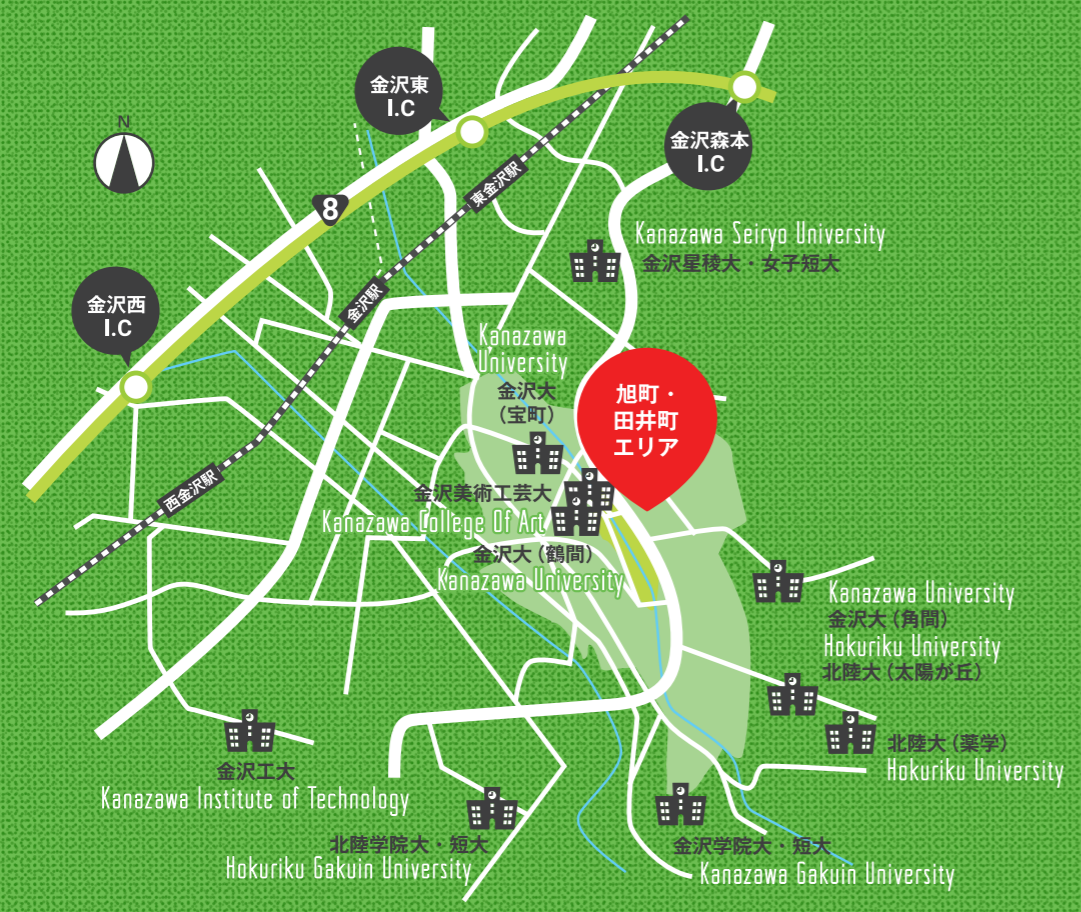 金沢東
I.C
金沢森本
I.C
N
8
東金沢駅
Kanazawa Seiryo University
金沢星稜大・女子短大
金沢西
I.C
金沢駅
Kanazawa
University
金沢大
（宝町）
旭町・
田井町
エリア
西金沢駅
金沢美術工芸大
Kanazawa College Of Art
金沢大（鶴間）
Kanazawa University
Kanazawa University
金沢大（角間）
Hokuriku University
北陸大（太陽が丘）
北陸大（薬学）
Hokuriku University
金沢工大
Kanazawa Institute of Technology
北陸学院大・短大
Hokuriku Gakuin University
金沢学院大・短大
Kanazawa Gakuin University